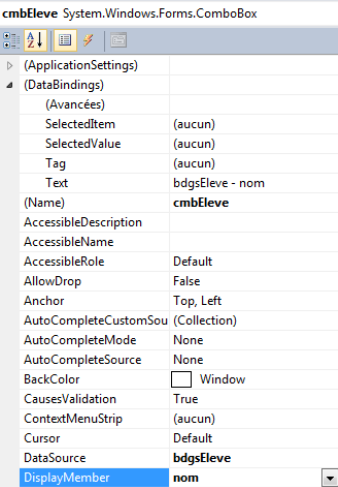 cmbEleve System.Windows.Forms.ComboBox
(ApplicationSettings)
(DataBindings)
(Avancées)
SelectedItem (aucun)
SelectedValue (aucun)
Tag (aucun)
Text bdgsEleve - nom
(Name) cmbEleve
AccessibleDescription
AccessibleName
AccessibleRole Default
AllowDrop False
Anchor Top, Left
AutoCompleteCustomSou (Collection)
AutoCompleteMode None
AutoCompleteSource None
BackColor Window
CausesValidation True
ContextMenuStrip (aucun)
Cursor Default
DataSource bdgsEleve
DisplayMember nom